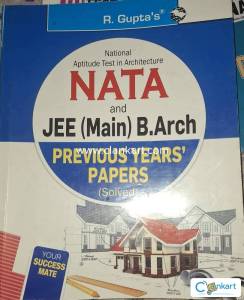 R. Gupta's®
National
Aptitude Test in Architecture
NATA
and
JEE (Main) B.Arch
PREVIOUS YEARS'
PAPERS
(Solved)
YOUR
SUCCESS
MATE
Clankart